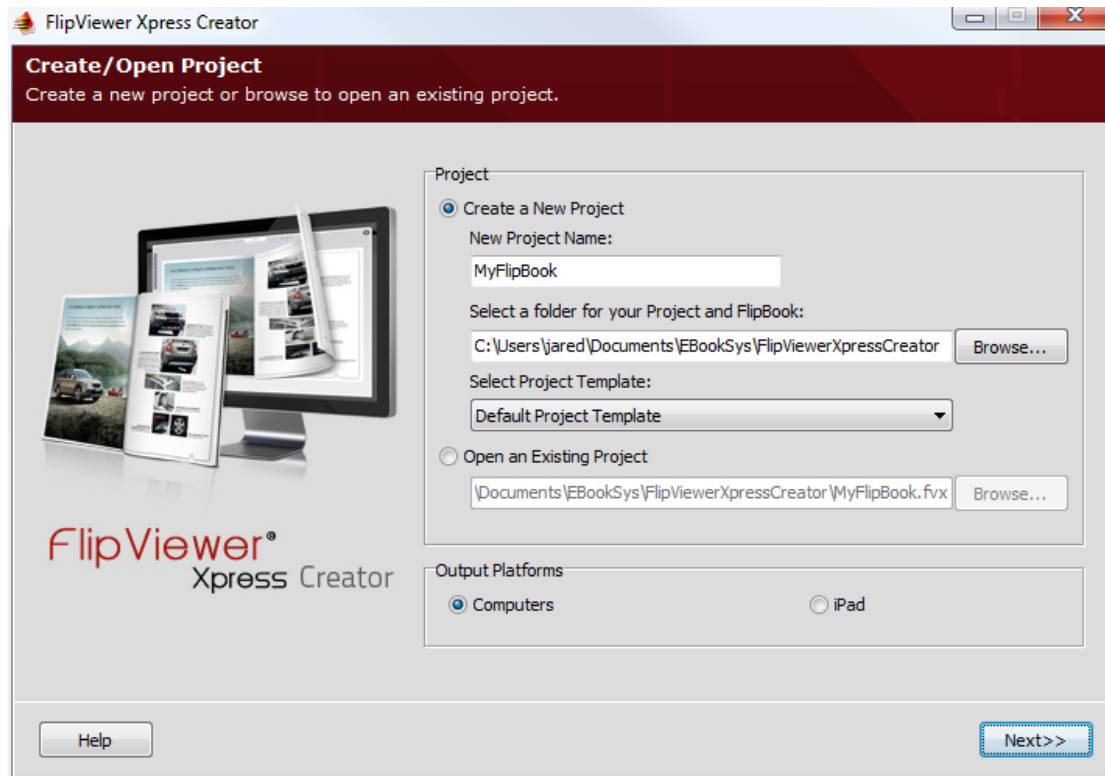 FlipViewer Xpress Creator
Create/Open Project
Create a new project or browse to open an existing project.
Project
Create a New Project
New Project Name:
MyFlipBook
Select a folder for your Project and FlipBook:
C:\Users\jared\Documents\EBookSys\FlipViewerXpressCreator
Browse...
Select Project Template:
Default Project Template
Open an Existing Project
\Documents\EBookSys\FlipViewerXpressCreator\MyFlipBook.fvx
Browse...
FlipViewer®
Xpress Creator
Output Platforms
Computers
iPad
Help
Next>>